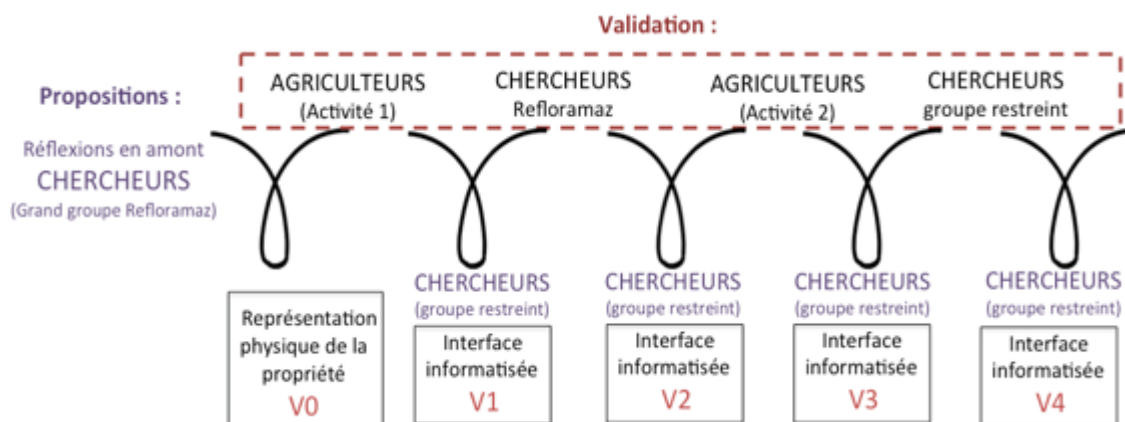 Validation :
Propositions :
AGRICULTEURS
(Activité 1)
CHERCHEURS
Refloramaz
AGRICULTEURS
(Activité 2)
CHERCHEURS
groupe restreint
Réflexions en amont
CHERCHEURS
(Grand groupe Refloramaz)
Représentation
physique de la
propriété
V0
CHERCHEURS
(groupe restreint)
Interface
informatisée
V1
CHERCHEURS
(groupe restreint)
Interface
informatisée
V2
CHERCHEURS
(groupe restreint)
Interface
informatisée
V3
CHERCHEURS
(groupe restreint)
Interface
informatisée
V4